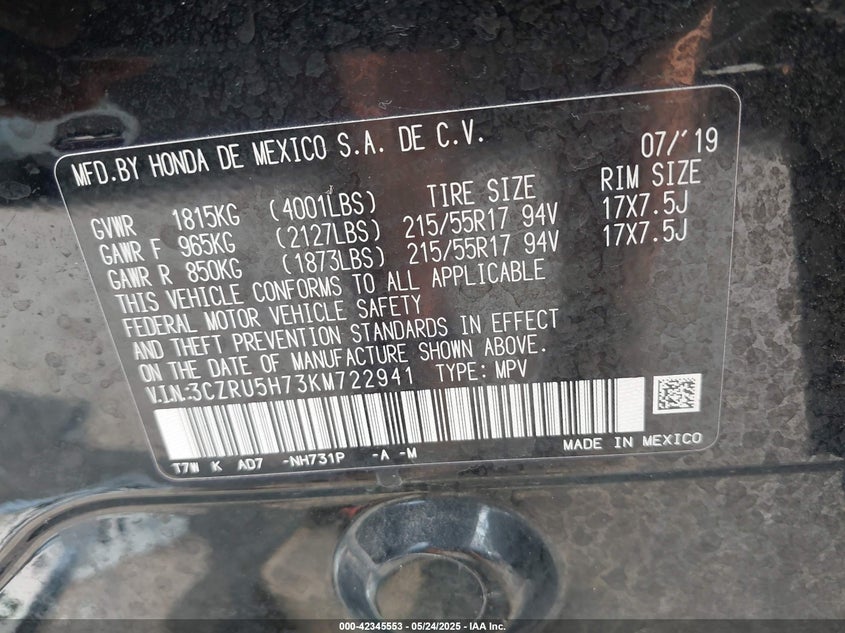 MFD.BY HONDA DE MEXICO S.A. DE C.V. 07/'19
GVWR 1815KG (4001LBS) TIRE SIZE RIM SIZE
GAWR F 965KG (2127LBS) 215/55R17 94V 17X7.5J
GAWR R 850KG (1873LBS) 215/55R17 94V 17X7.5J
THIS VEHICLE CONFORMS TO ALL APPLICABLE
FEDERAL MOTOR VEHICLE SAFETY
AND THEFT PREVENTION STANDARDS IN EFFECT
ON THE DATE OF MANUFACTURE SHOWN ABOVE.
V.I.N:3CZRU5H73KM722941 TYPE: MPV
T7W K AD7 -NH731P -A -M MADE IN MEXICO
000-42345553 – 05/24/2025 – IAA Inc.